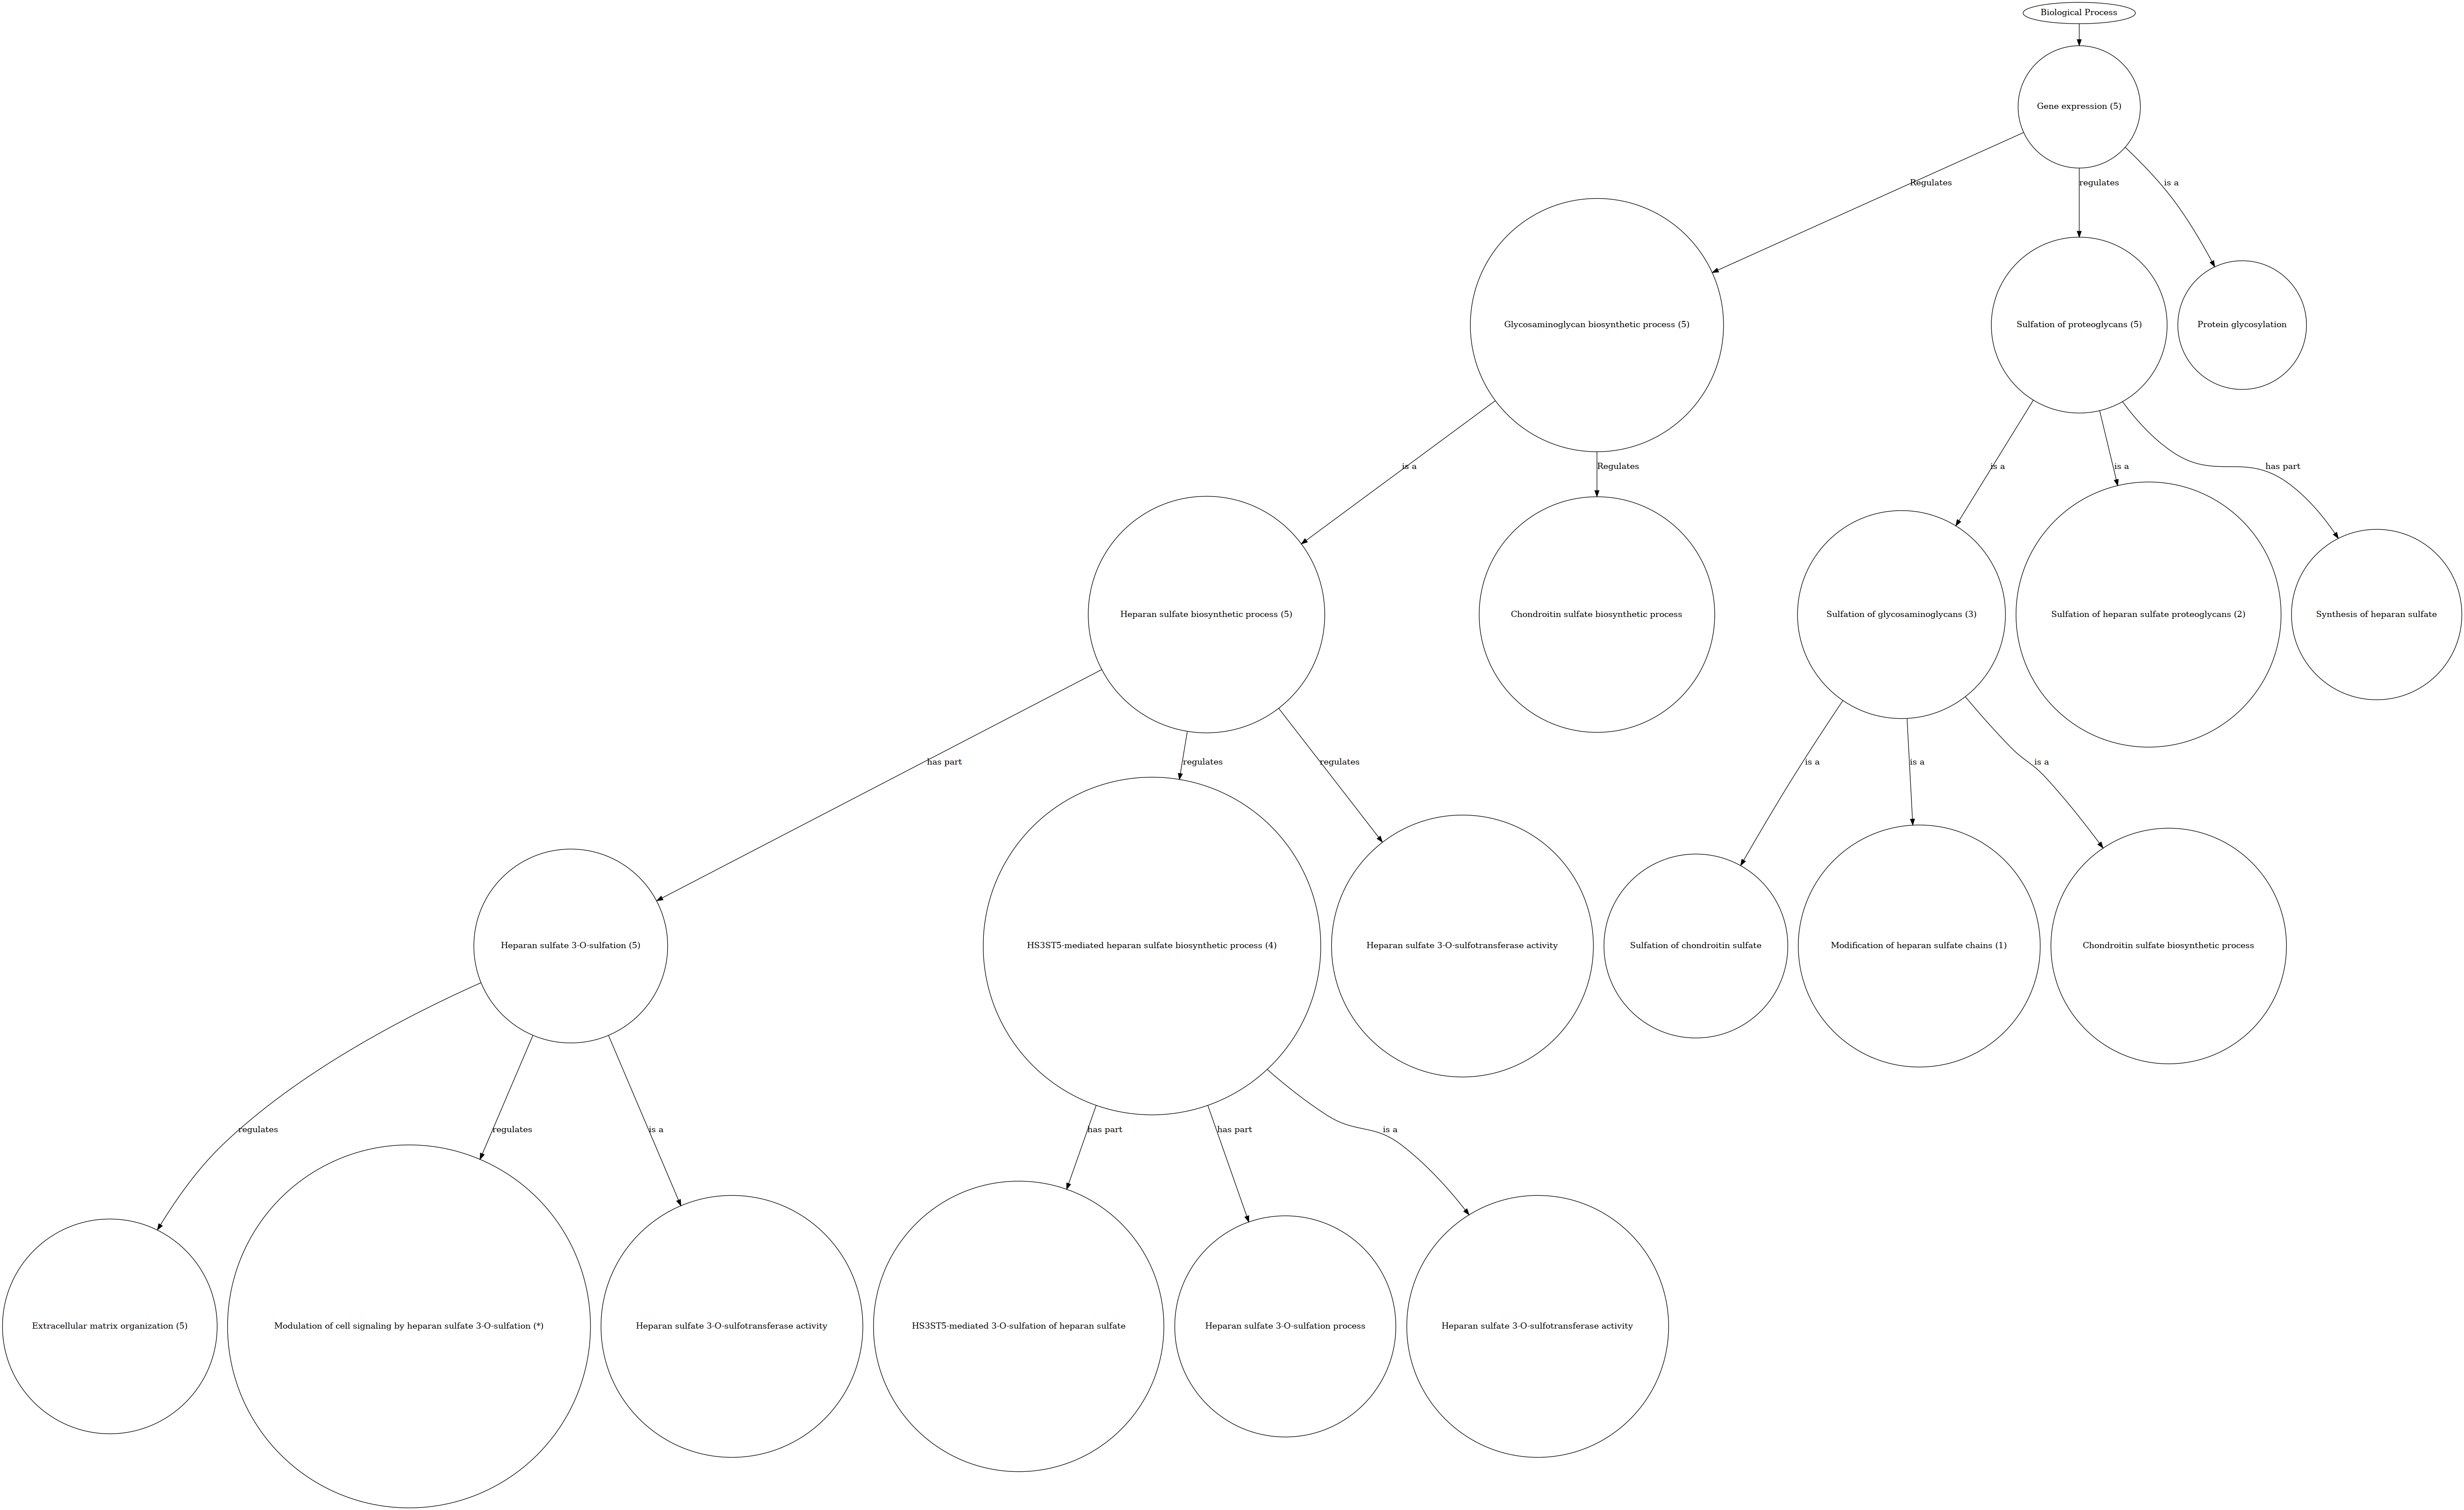 Biological Process
Gene expression (5)
Regulates
regulates
is a
Glycosaminoglycan biosynthetic process (5)
Sulfation of proteoglycans (5)
Protein glycosylation
is a
Regulates
is a
is a
has part
Heparan sulfate biosynthetic process (5)
Chondroitin sulfate biosynthetic process
Sulfation of glycosaminoglycans (3)
Sulfation of heparan sulfate proteoglycans (2)
Synthesis of heparan sulfate
has part
regulates
regulates
is a
is a
is a
Heparan sulfate 3-O-sulfation (5)
HS3ST5-mediated heparan sulfate biosynthetic process (4)
Heparan sulfate 3-O-sulfotransferase activity
Sulfation of chondroitin sulfate
Modification of heparan sulfate chains (1)
Chondroitin sulfate biosynthetic process
regulates
regulates
is a
has part
has part
is a
Extracellular matrix organization (5)
Modulation of cell signaling by heparan sulfate 3-O-sulfation (*)
Heparan sulfate 3-O-sulfotransferase activity
HS3ST5-mediated 3-O-sulfation of heparan sulfate
Heparan sulfate 3-O-sulfation process
Heparan sulfate 3-O-sulfotransferase activity